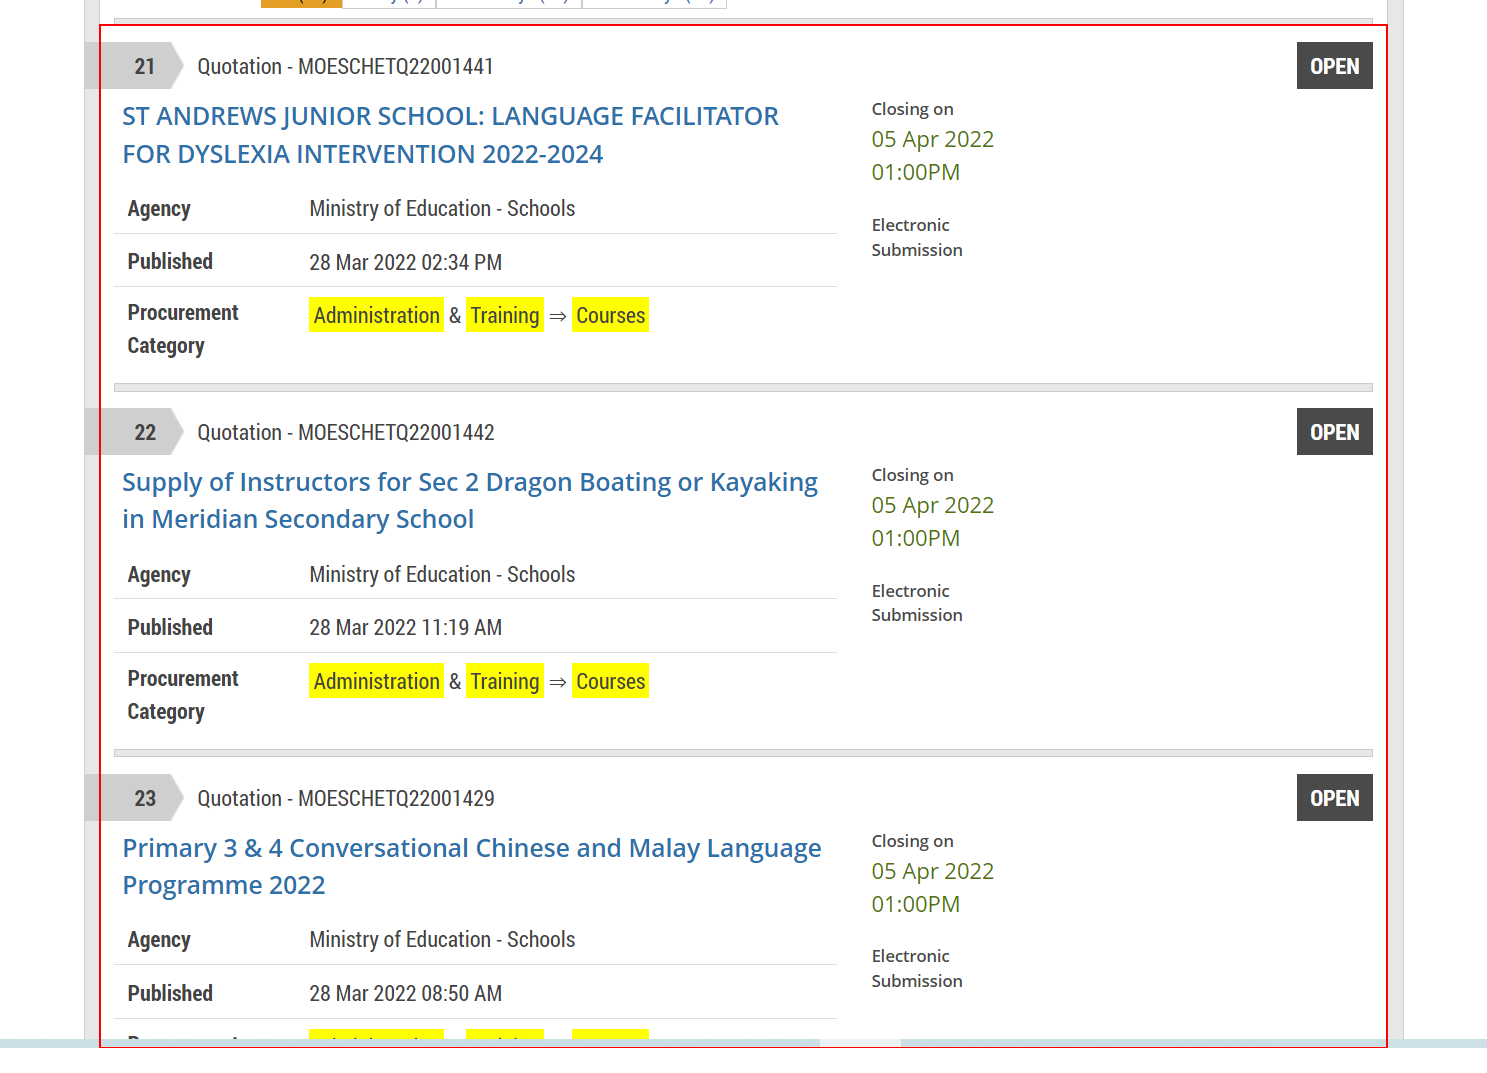 21
Quotation - MOESCHETQ22001441
OPEN
ST ANDREWS JUNIOR SCHOOL: LANGUAGE FACILITATOR
FOR DYSLEXIA INTERVENTION 2022-2024
Closing on
05 Apr 2022
01:00PM
Electronic
Submission
Agency Ministry of Education - Schools
Published 28 Mar 2022 02:34 PM
Procurement
Category
Administration & Training ⇒ Courses
22
Quotation - MOESCHETQ22001442
OPEN
Supply of Instructors for Sec 2 Dragon Boating or Kayaking
in Meridian Secondary School
Closing on
05 Apr 2022
01:00PM
Electronic
Submission
Agency Ministry of Education - Schools
Published 28 Mar 2022 11:19 AM
Procurement
Category
Administration & Training ⇒ Courses
23
Quotation - MOESCHETQ22001429
OPEN
Primary 3 & 4 Conversational Chinese and Malay Language
Programme 2022
Closing on
05 Apr 2022
01:00PM
Electronic
Submission
Agency Ministry of Education - Schools
Published 28 Mar 2022 08:50 AM